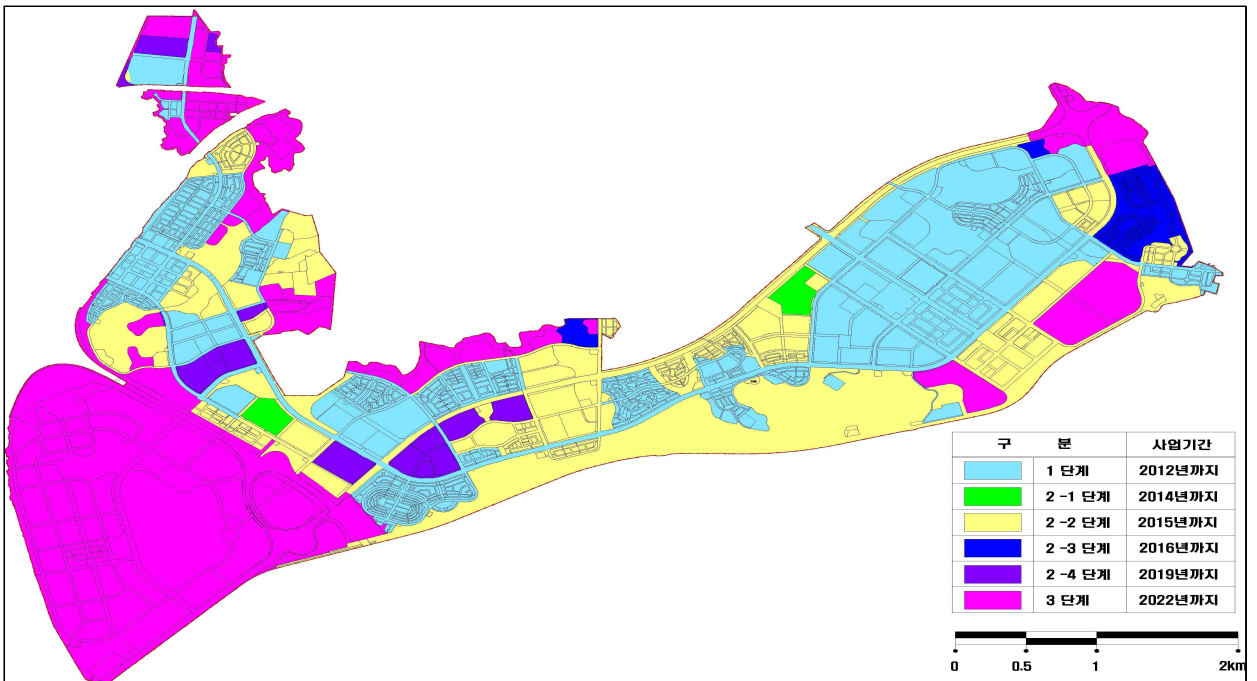 구 분 사업기간
1 단계 2012년까지
2 -1 단계 2014년까지
2 -2 단계 2015년까지
2 -3 단계 2016년까지
2 -4 단계 2019년까지
3 단계 2022년까지
0 0.5 1 2km